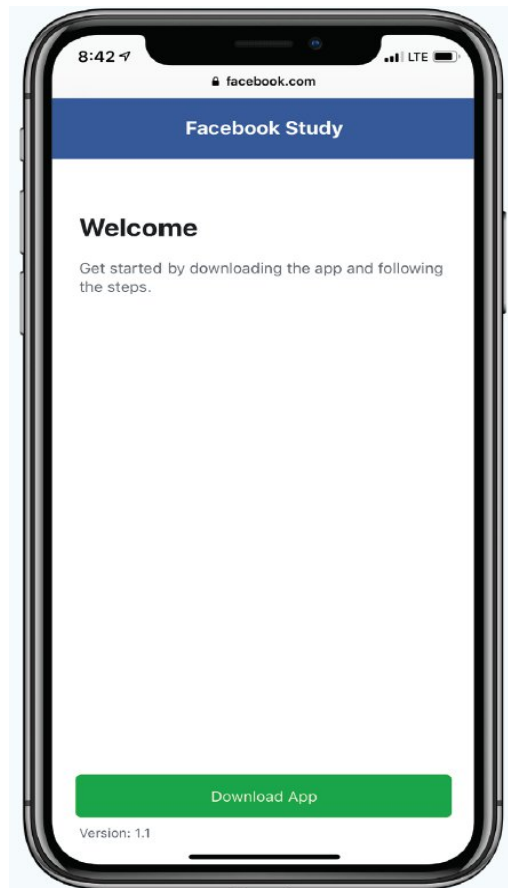 8:42
LTE
facebook.com
Facebook Study
Welcome
Get started by downloading the app and following
the steps.
Download App
Version: 1.1